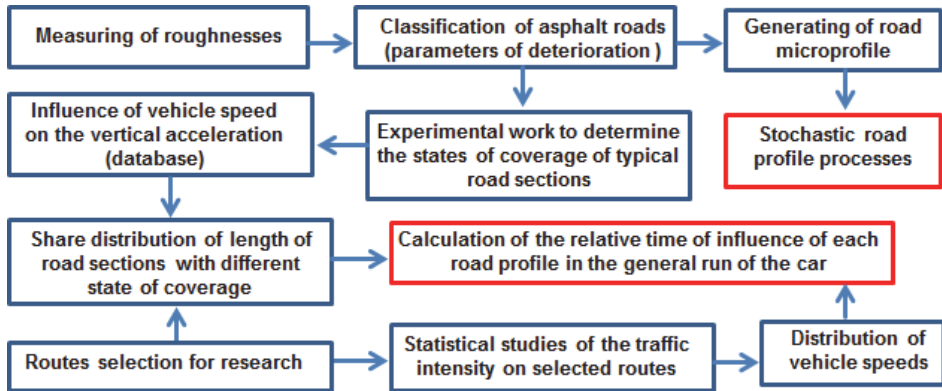 Measuring of roughnesses
Classification of asphalt roads
(parameters of deterioration )
Generating of road
microprofile
Influence of vehicle speed
on the vertical acceleration
(database)
Experimental work to determine
the states of coverage of typical
road sections
Stochastic road
profile processes
Share distribution of length of
road sections with different
state of coverage
Calculation of the relative time of influence of each
road profile in the general run of the car
Routes selection for research
Statistical studies of the traffic
intensity on selected routes
Distribution of
vehicle speeds